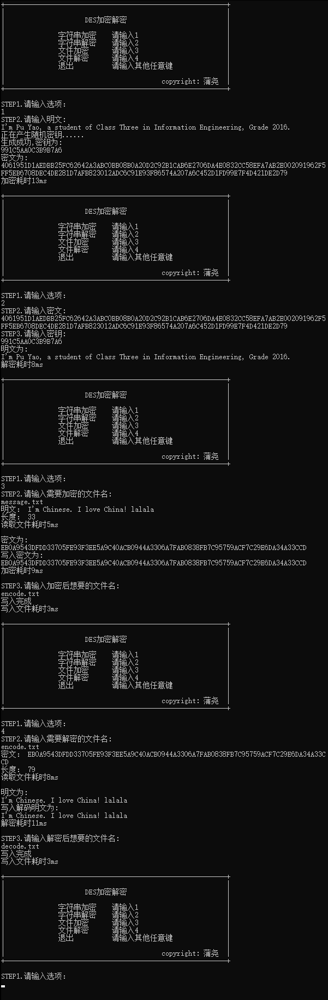 DES加密解密
字符串加密 请输入1
字符串解密 请输入2
文件加密 请输入3
文件解密 请输入4
退出 请输入其他任意键
copyright: 蒲尧
STEP1.请输入选项:
1
STEP2.请输入明文:
I'm Pu Yao, a student of Class Three in Information Engineering, Grade 2016.
正在产生随机密钥......
生成成功,密钥为:
991C5AA0C3B9B7A6
密文为:
4061951D1AEDBB25FC62642A3ABC0BB08B0A20D2C92B1CAB6E2706DA4E0832CC58EFA7AB2E002091962F5
FF5EB6708DEC4DE281D7AFB823012ADC6C91E93F86574A207A6C452D1FD99E7F4D421DE2D79
加密耗时13ms
DES加密解密
字符串加密 请输入1
字符串解密 请输入2
文件加密 请输入3
文件解密 请输入4
退出 请输入其他任意键
copyright: 蒲尧
STEP1.请输入选项:
2
STEP2.请输入密文:
4061951D1AEDBB25FC62642A3ABC0BB08B0A20D2C92B1CAB6E2706DA4E0832CC58EFA7AB2E002091962F5
FF5EB6708DEC4DE281D7AFB823012ADC6C91E93F86574A207A6C452D1FD99E7F4D421DE2D79
STEP3.请输入密钥:
991C5AA0C3B9B7A6
明文为:
I'm Pu Yao, a student of Class Three in Information Engineering, Grade 2016.
解密耗时8ms
DES加密解密
字符串加密 请输入1
字符串解密 请输入2
文件加密 请输入3
文件解密 请输入4
退出 请输入其他任意键
copyright: 蒲尧
STEP1.请输入选项:
3
STEP2.请输入需要加密的文件名:
message.txt
明文: I'm Chinese. I love China! lalala
长度: 33
读取文件耗时5ms
密文为:
EB0A9543DFDD33705FE93F3EE5A9C40ACB0944A3306A7FAB0838FB7C95759ACF7C29E6DA34A33CCD
写入密文为:
EB0A9543DFDD33705FE93F3EE5A9C40ACB0944A3306A7FAB0838FB7C95759ACF7C29E6DA34A33CCD
加密耗时9ms
STEP3.请输入加密后想要的文件名:
encode.txt
写入完成
写入文件耗时3ms
DES加密解密
字符串加密 请输入1
字符串解密 请输入2
文件加密 请输入3
文件解密 请输入4
退出 请输入其他任意键
copyright: 蒲尧
STEP1.请输入选项:
4
STEP2.请输入需要解密的文件名:
encode.txt
密文: EB0A9543DFDD33705FE93F3EE5A9C40ACB0944A3306A7FAB0838FB7C95759ACF7C29E6DA34A33C
CD
长度: 79
读取文件耗时8ms
明文为:
I'm Chinese. I love China! lalala
写入解码明文为:
I'm Chinese. I love China! lalala
解密耗时11ms
STEP3.请输入解密后想要的文件名:
decode.txt
写入完成
写入文件耗时3ms
DES加密解密
字符串加密 请输入1
字符串解密 请输入2
文件加密 请输入3
文件解密 请输入4
退出 请输入其他任意键
copyright: 蒲尧
STEP1.请输入选项: